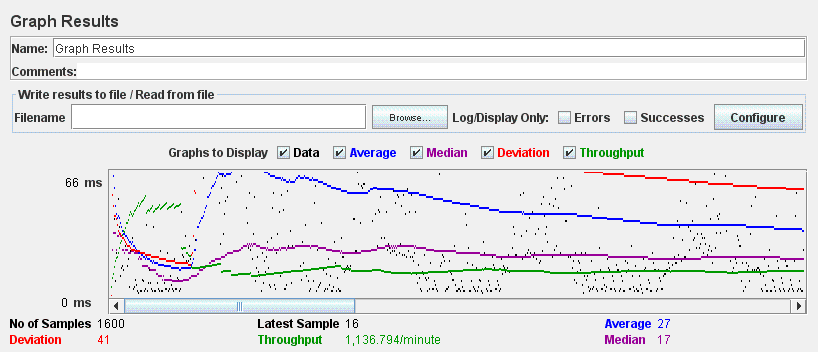 Graph Results
Name: Graph Results
Comments:
Write results to file / Read from file
Filename Browse... Log/Display Only: Errors Successes Configure
Graphs to Display Data Average Median Deviation Throughput
66 ms
0 ms
No of Samples 1600 Latest Sample 16 Average 27
Deviation 41 Throughput 1,136.794/minute Median 17